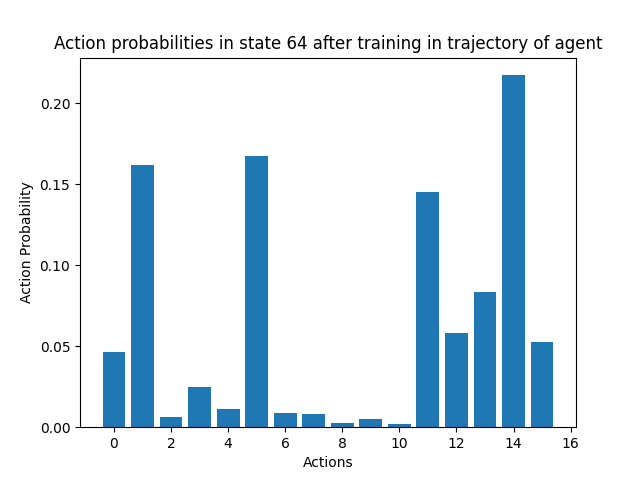 Action probabilities in state 64 after training in trajectory of agent
0.20
0.15
0.10
0.05
0.00
Action Probability
0 2 4 6 8 10 12 14 16
Actions